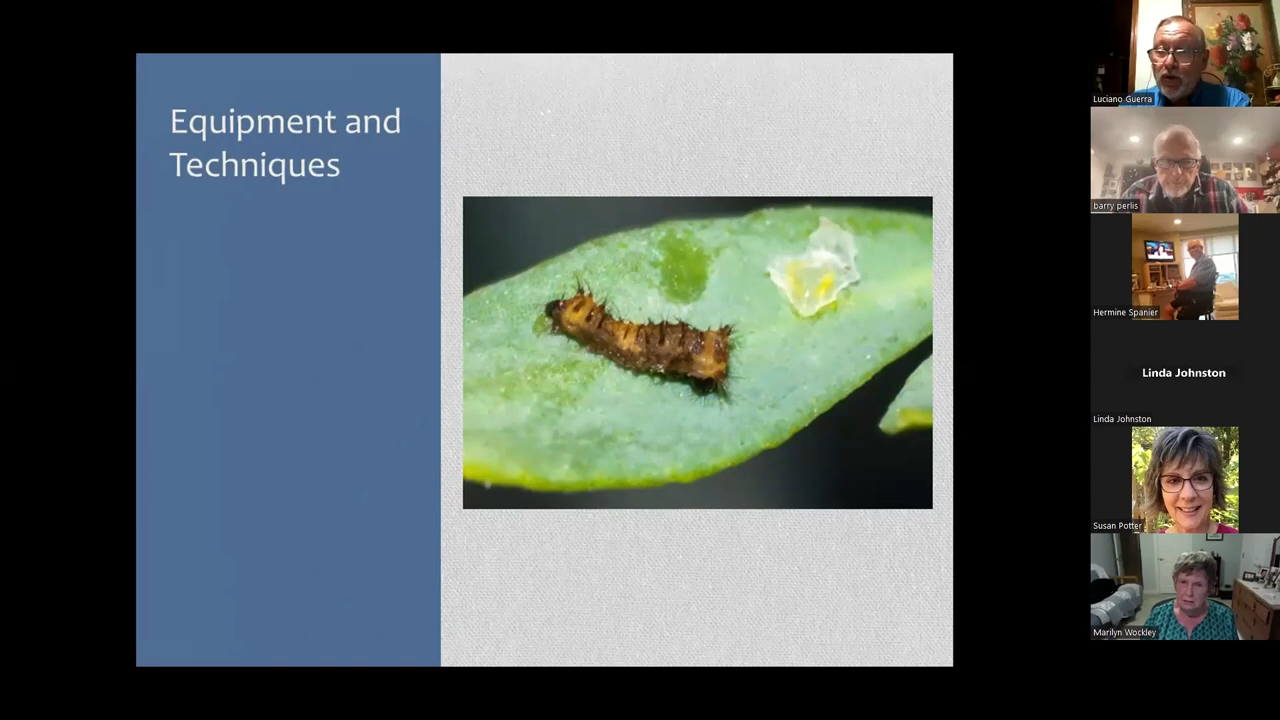 Equipment and
Techniques
Luciano Guerra
barry perlis
Hermine Spanier
Linda Johnston
Linda Johnston
Susan Potter
Marilyn Wockley